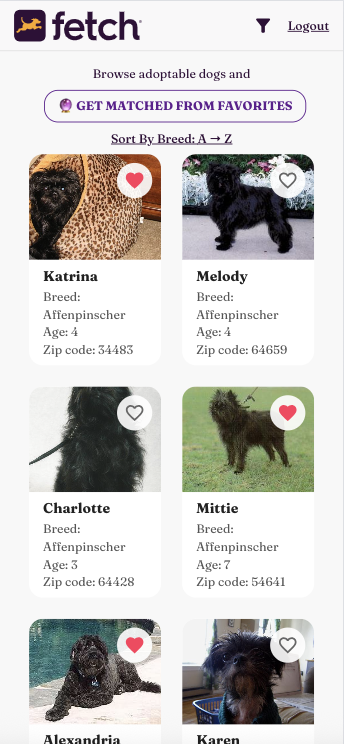 fetch
Logout
Browse adoptable dogs and
🔮 GET MATCHED FROM FAVORITES
Sort By Breed: A → Z
Katrina
Breed:
Affenpinscher
Age: 4
Zip code: 34483
Melody
Breed:
Affenpinscher
Age: 4
Zip code: 64659
Charlotte
Breed:
Affenpinscher
Age: 3
Zip code: 64428
Mittie
Breed:
Affenpinscher
Age: 7
Zip code: 54641
Alexandria
Karen